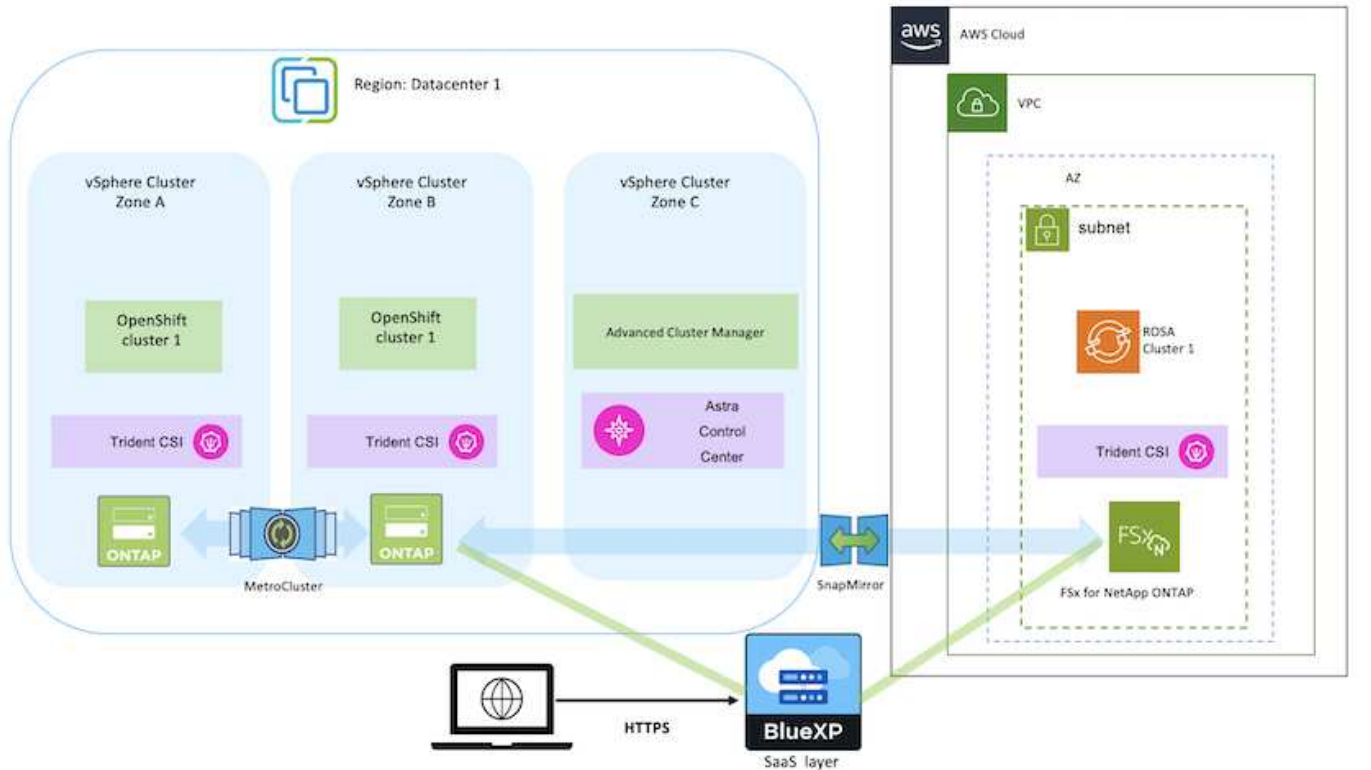 Region: Datacenter 1
vSphere Cluster
Zone A
OpenShift
cluster 1
Trident CSI
ONTAP
MetroCluster
vSphere Cluster
Zone B
OpenShift
cluster 1
Trident CSI
ONTAP
vSphere Cluster
Zone C
Advanced Cluster Manager
Astra
Control
Center
SnapMirror
aws
AWS Cloud
VPC
AZ
subnet
ROSA
Cluster 1
Trident CSI
FSx
N
FSx for NetApp ONTAP
HTTPS
BlueXP
SaaS layer